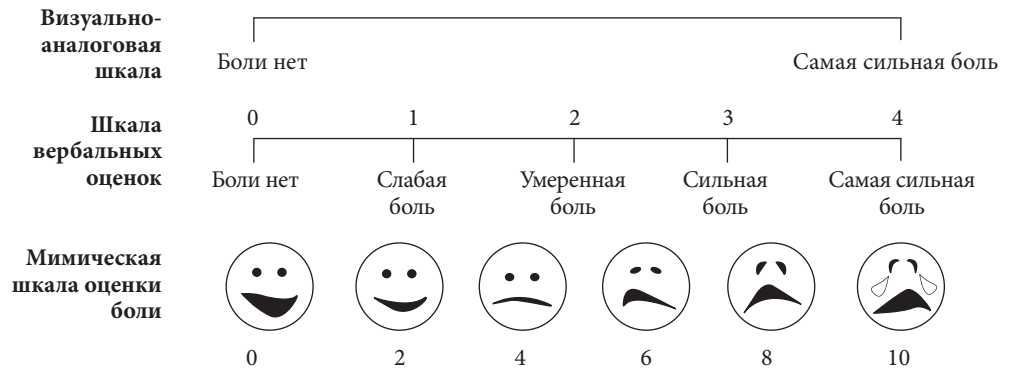 Визуально-
аналоговая
шкала
Боли нет
Самая сильная боль
Шкала
вербальных
оценок
0 1 2 3 4
Боли нет
Слабая
боль
Умеренная
боль
Сильная
боль
Самая сильная
боль
Мимическая
шкала оценки
боли
0 2 4 6 8 10